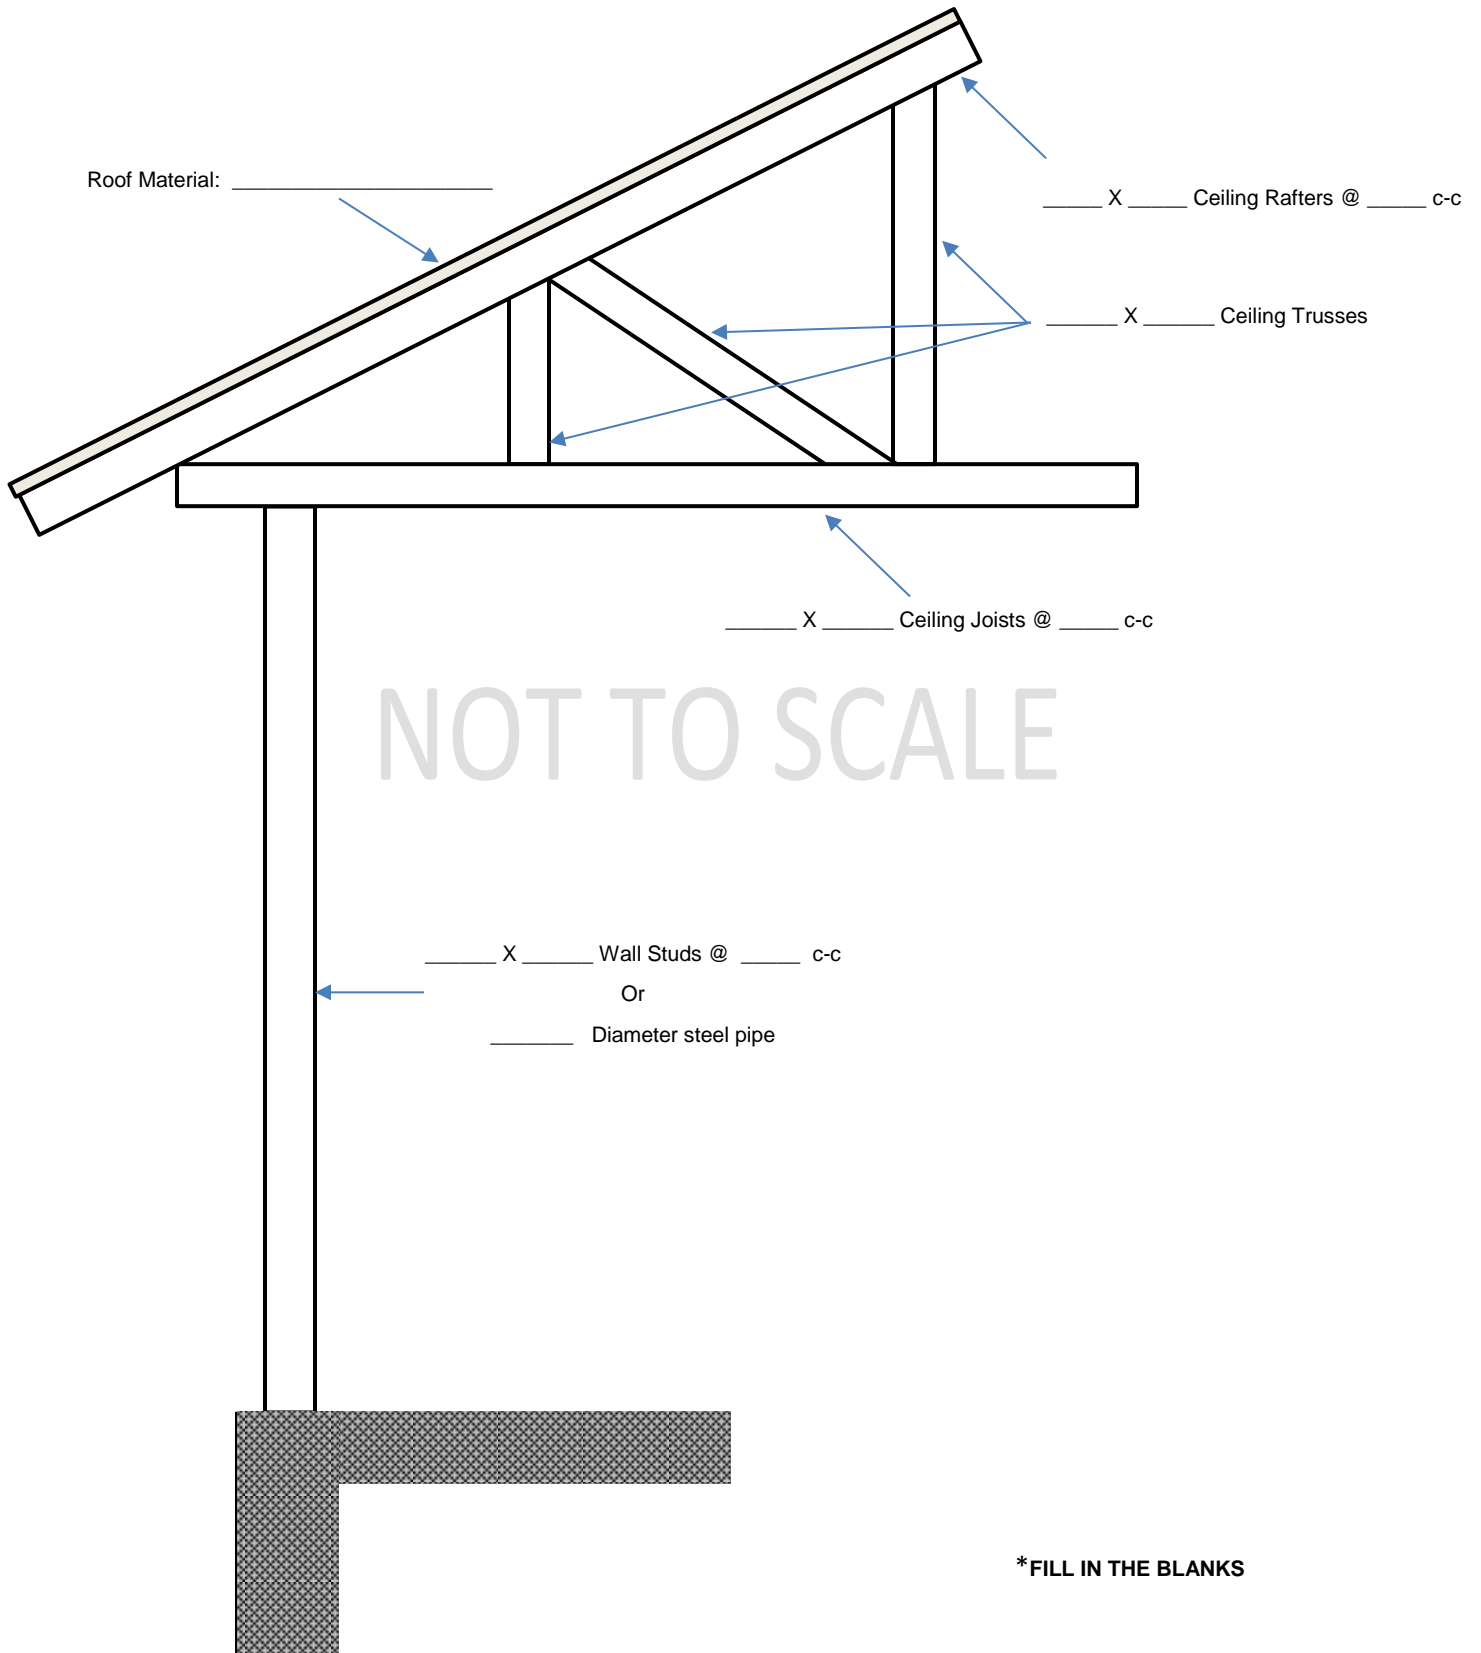 Roof Material: ______________________
_____ X _____ Ceiling Rafters @ _____ c-c
______ X ______ Ceiling Trusses
______ X ______ Ceiling Joists @ _____ c-c
NOT TO SCALE
______ X ______ Wall Studs @ _____ c-c
Or
_______ Diameter steel pipe
*FILL IN THE BLANKS